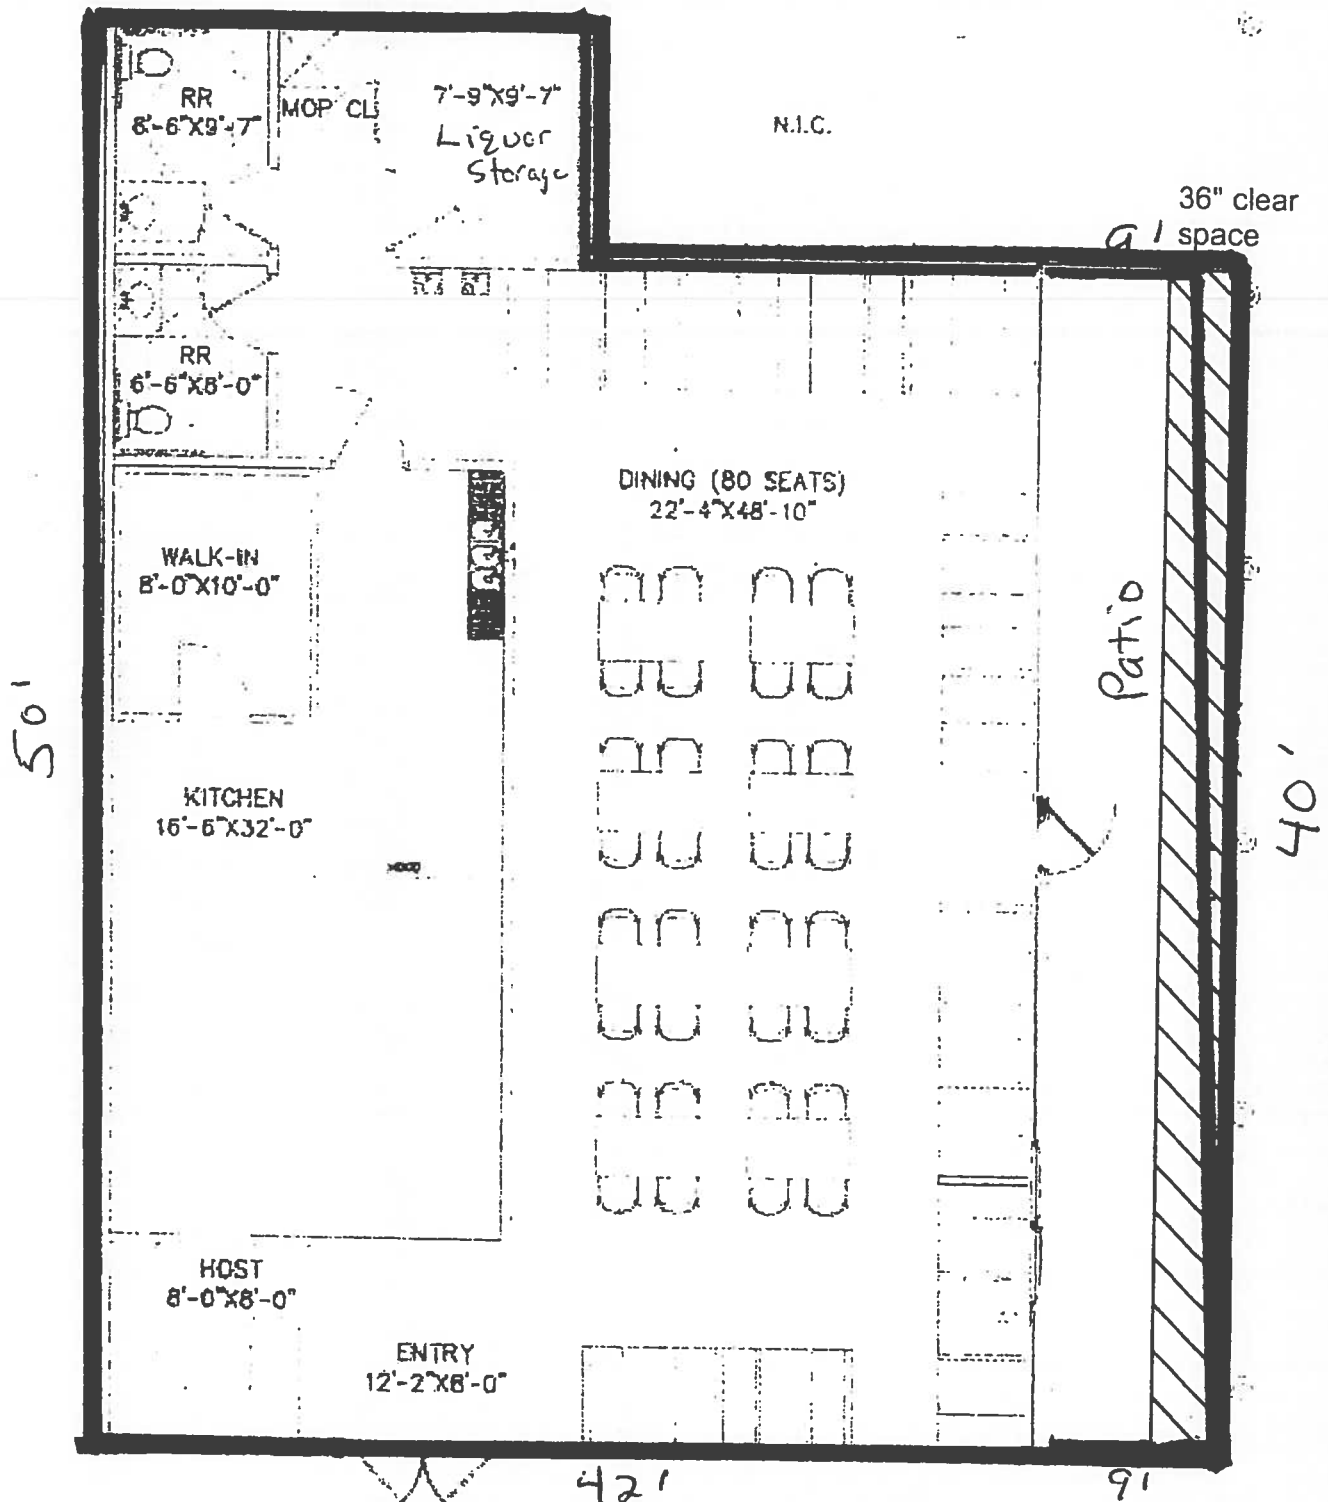 RR
6'-6"X9'-7"
MOP CL
7'-9"X9'-7"
Liquor
Storage
N.I.C.
36" clear
space
9'
RR
6'-6"X8'-0"
DINING (80 SEATS)
22'-4"X48'-10"
WALK-IN
8'-0"X10'-0"
Patio
50'
40'
KITCHEN
16'-6"X32'-0"
HOOD
HOST
8'-0"X8'-0"
ENTRY
12'-2"X8'-0"
42'
9'